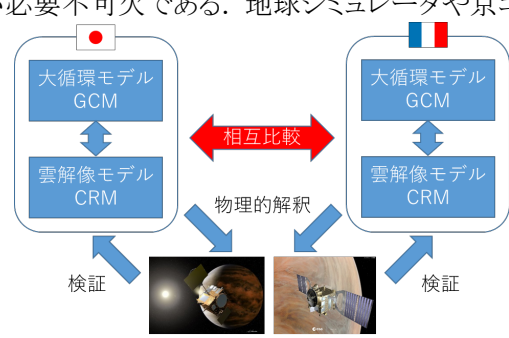 必要不可欠である. 地球シミュレータや京コ
大循環モデル
GCM
雲解像モデル
CRM
相互比較
大循環モデル
GCM
雲解像モデル
CRM
物理的解釈
検証
検証
esa